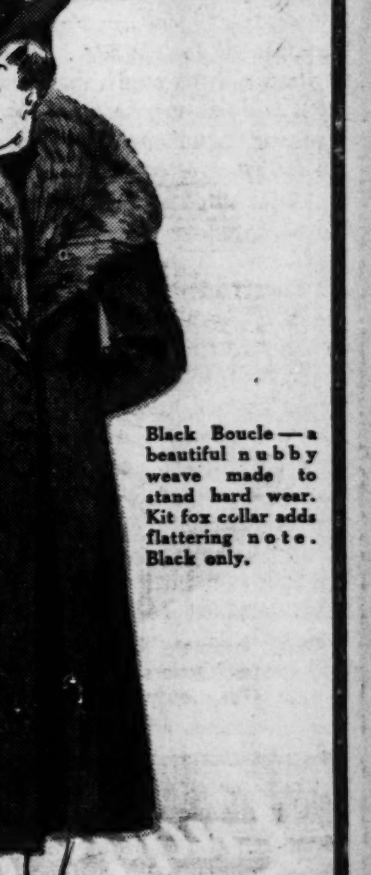 Black Boucle — a
beautiful nubby
weave made to
stand hard wear.
Kit fox collar adds
flattering note.
Black only.